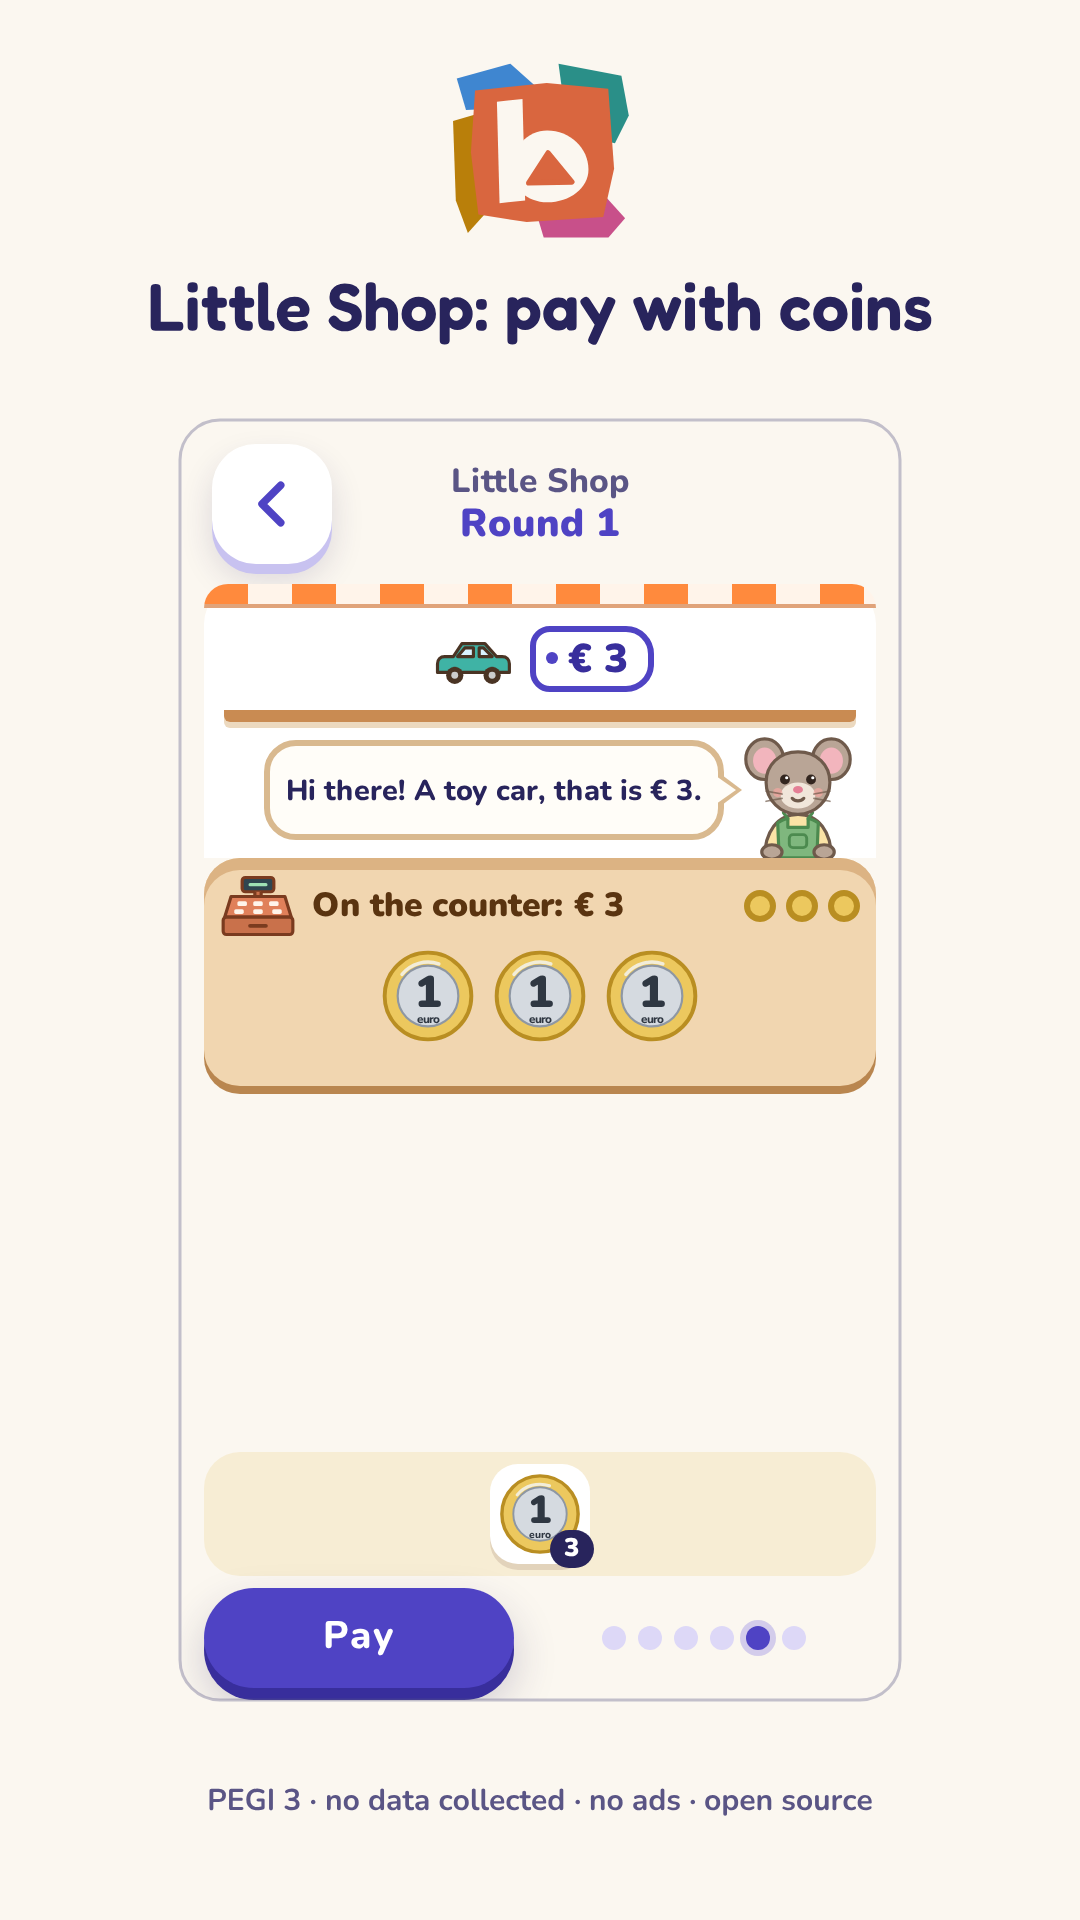 b
Little Shop: pay with coins
Little Shop
Round 1
€ 3
Hi there! A toy car, that is € 3.
On the counter: € 3
1 euro
1 euro
1 euro
1 euro
3
Pay
PEGI 3 · no data collected · no ads · open source